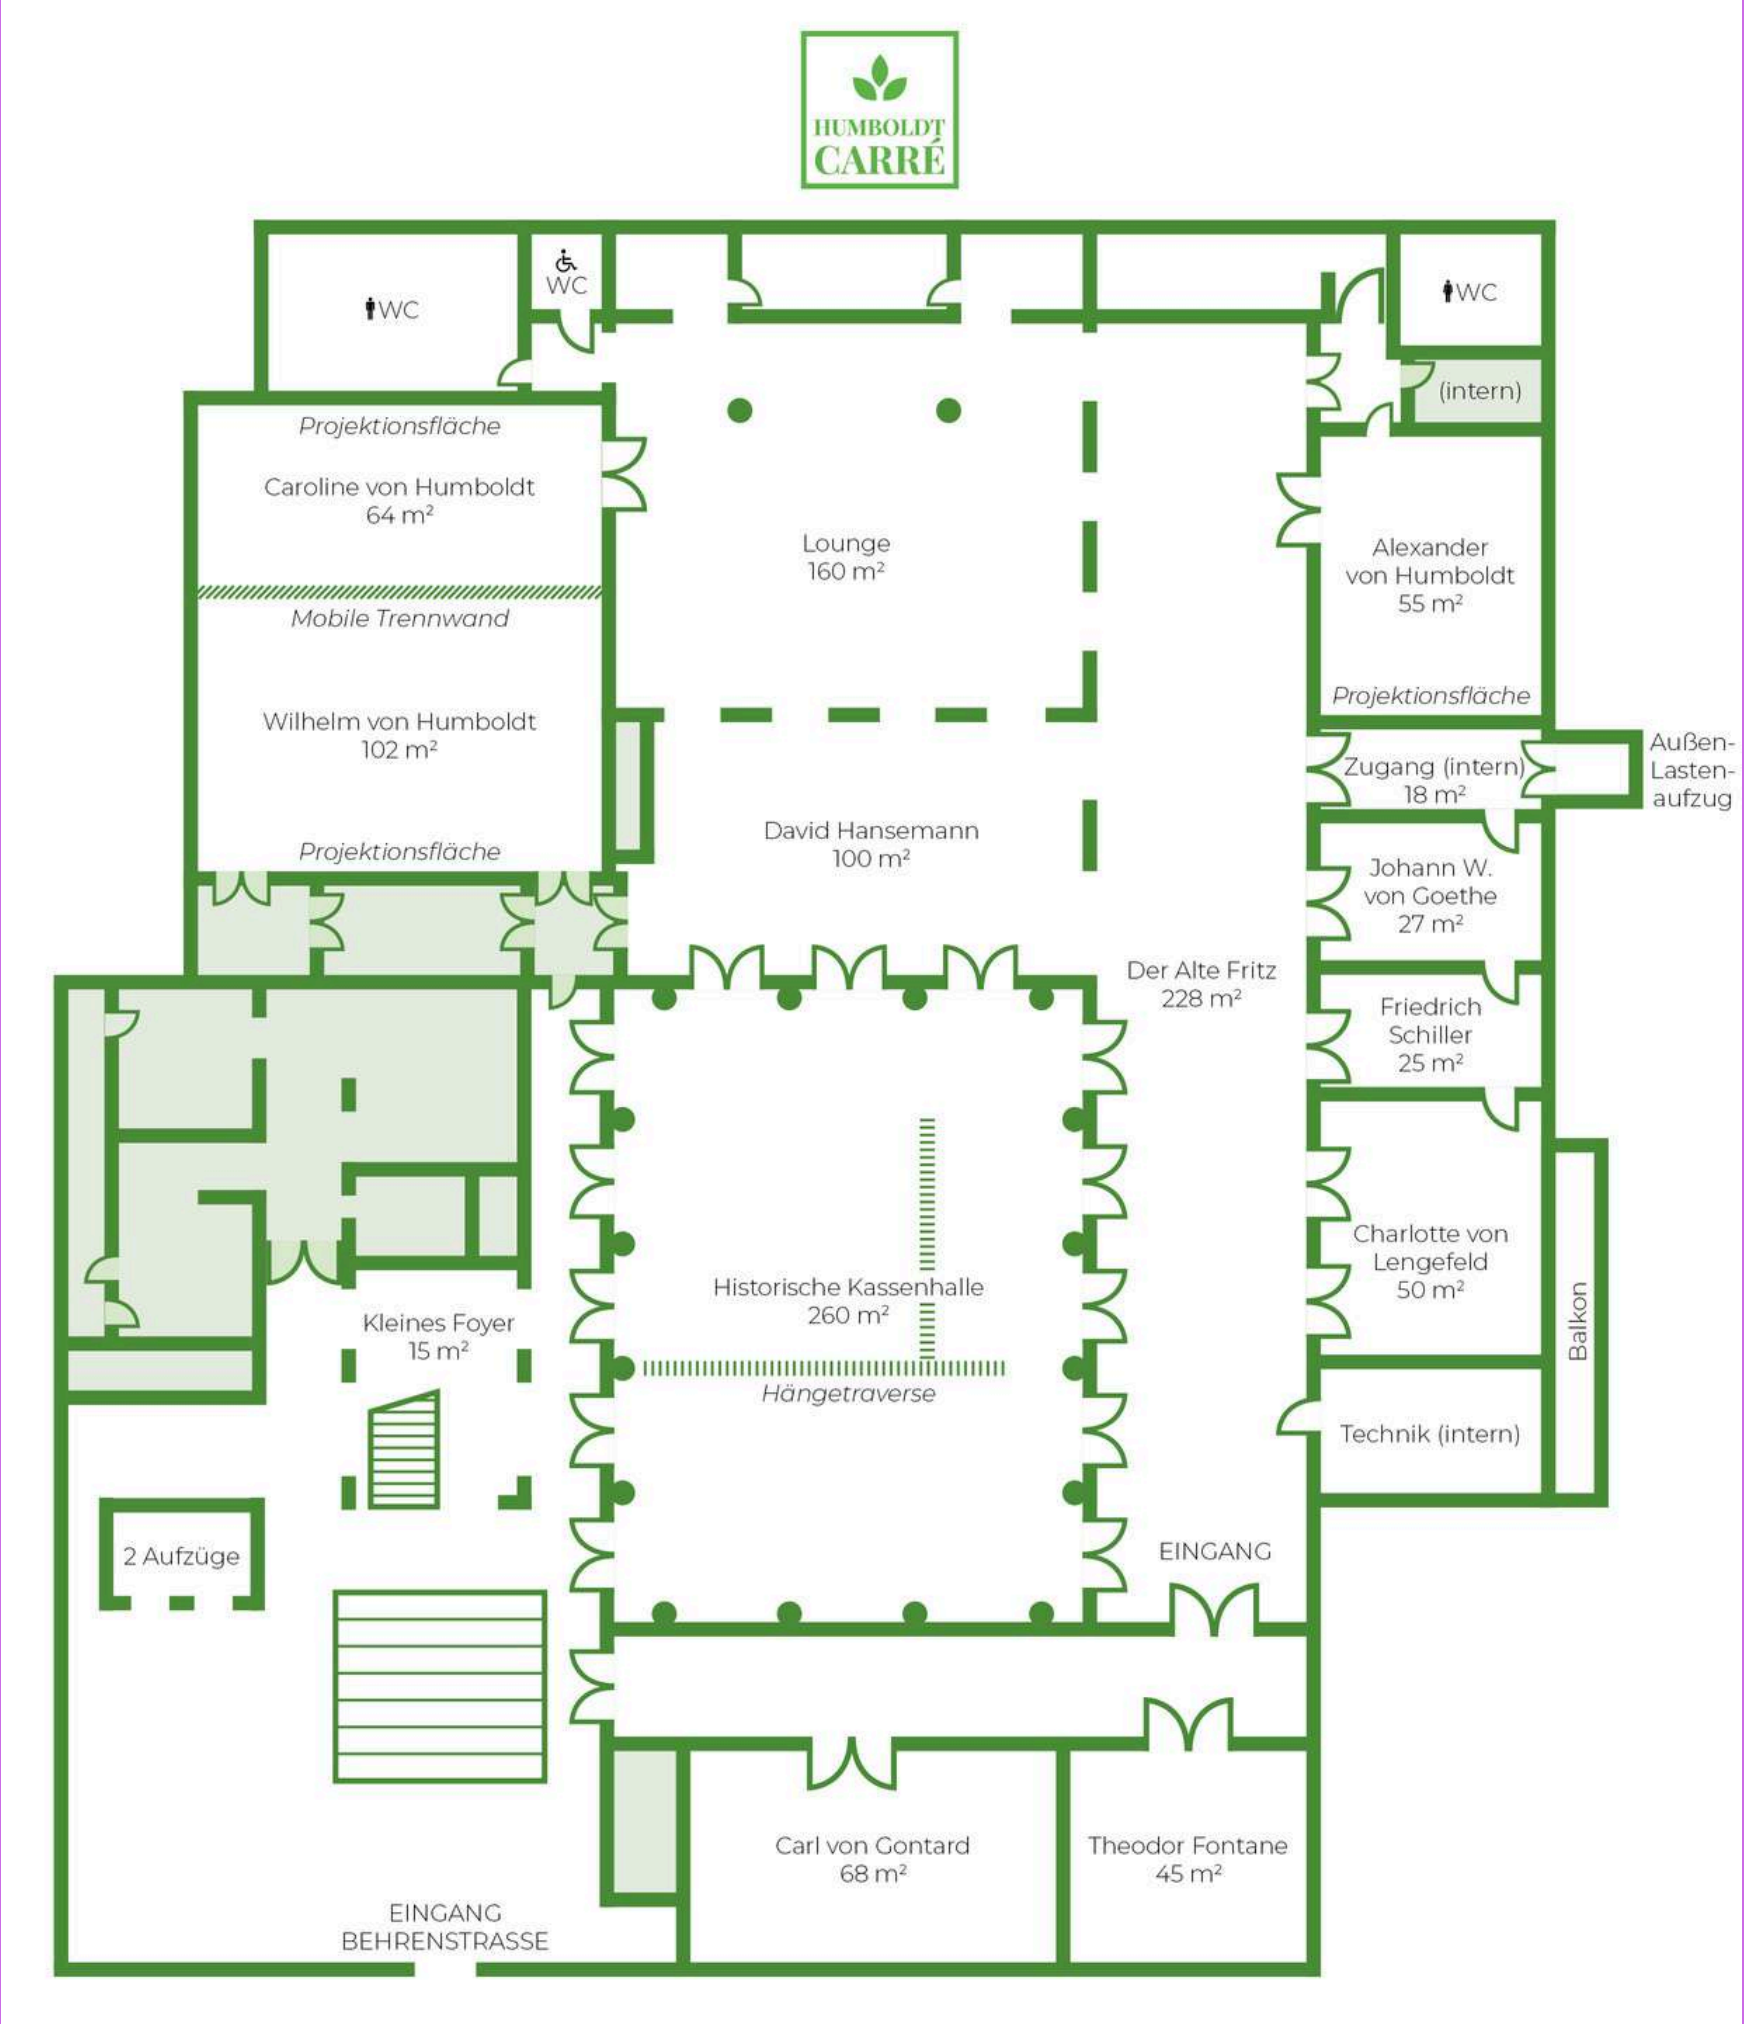 HUMBOLDT
CARRÉ
WC
WC
WC
(intern)
Projektionsfläche
Caroline von Humboldt
64 m²
Mobile Trennwand
Wilhelm von Humboldt
102 m²
Projektionsfläche
Lounge
160 m²
Alexander
von Humboldt
55 m²
Projektionsfläche
Zugang (intern)
18 m²
Außen-
Lasten-
aufzug
David Hansemann
100 m²
Johann W.
von Goethe
27 m²
Der Alte Fritz
228 m²
Friedrich
Schiller
25 m²
Charlotte von
Lengefeld
50 m²
Balkon
Historische Kassenhalle
260 m²
Hängetraverse
Kleines Foyer
15 m²
Technik (intern)
2 Aufzüge
EINGANG
Carl von Gontard
68 m²
Theodor Fontane
45 m²
EINGANG
BEHRENSTRASSE